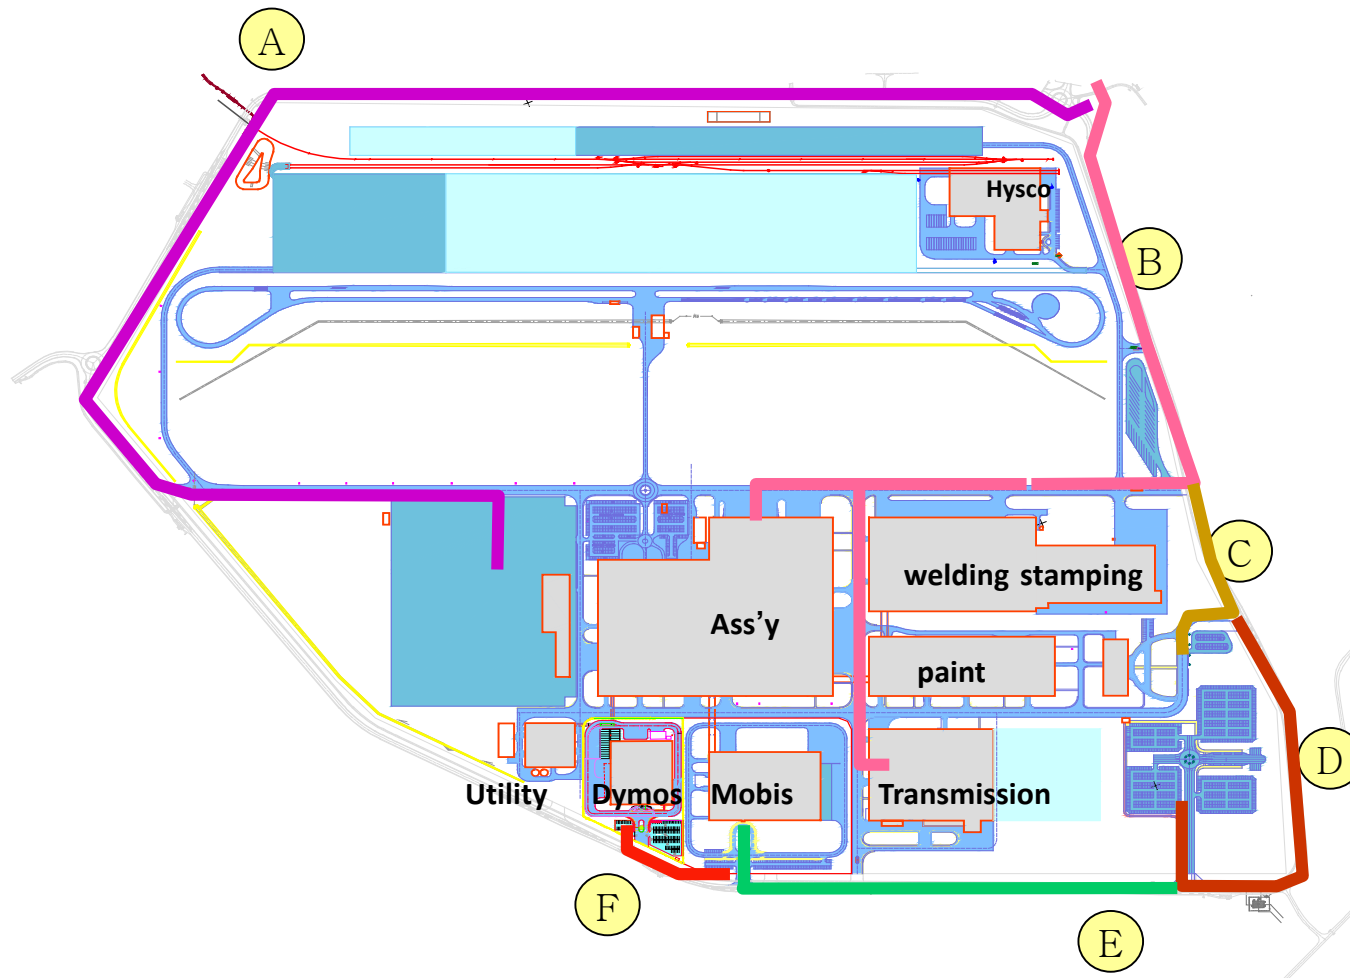 A
Hysco
B
C
welding stamping
Ass’y
paint
D
Utility
Dymos
Mobis
Transmission
F
E